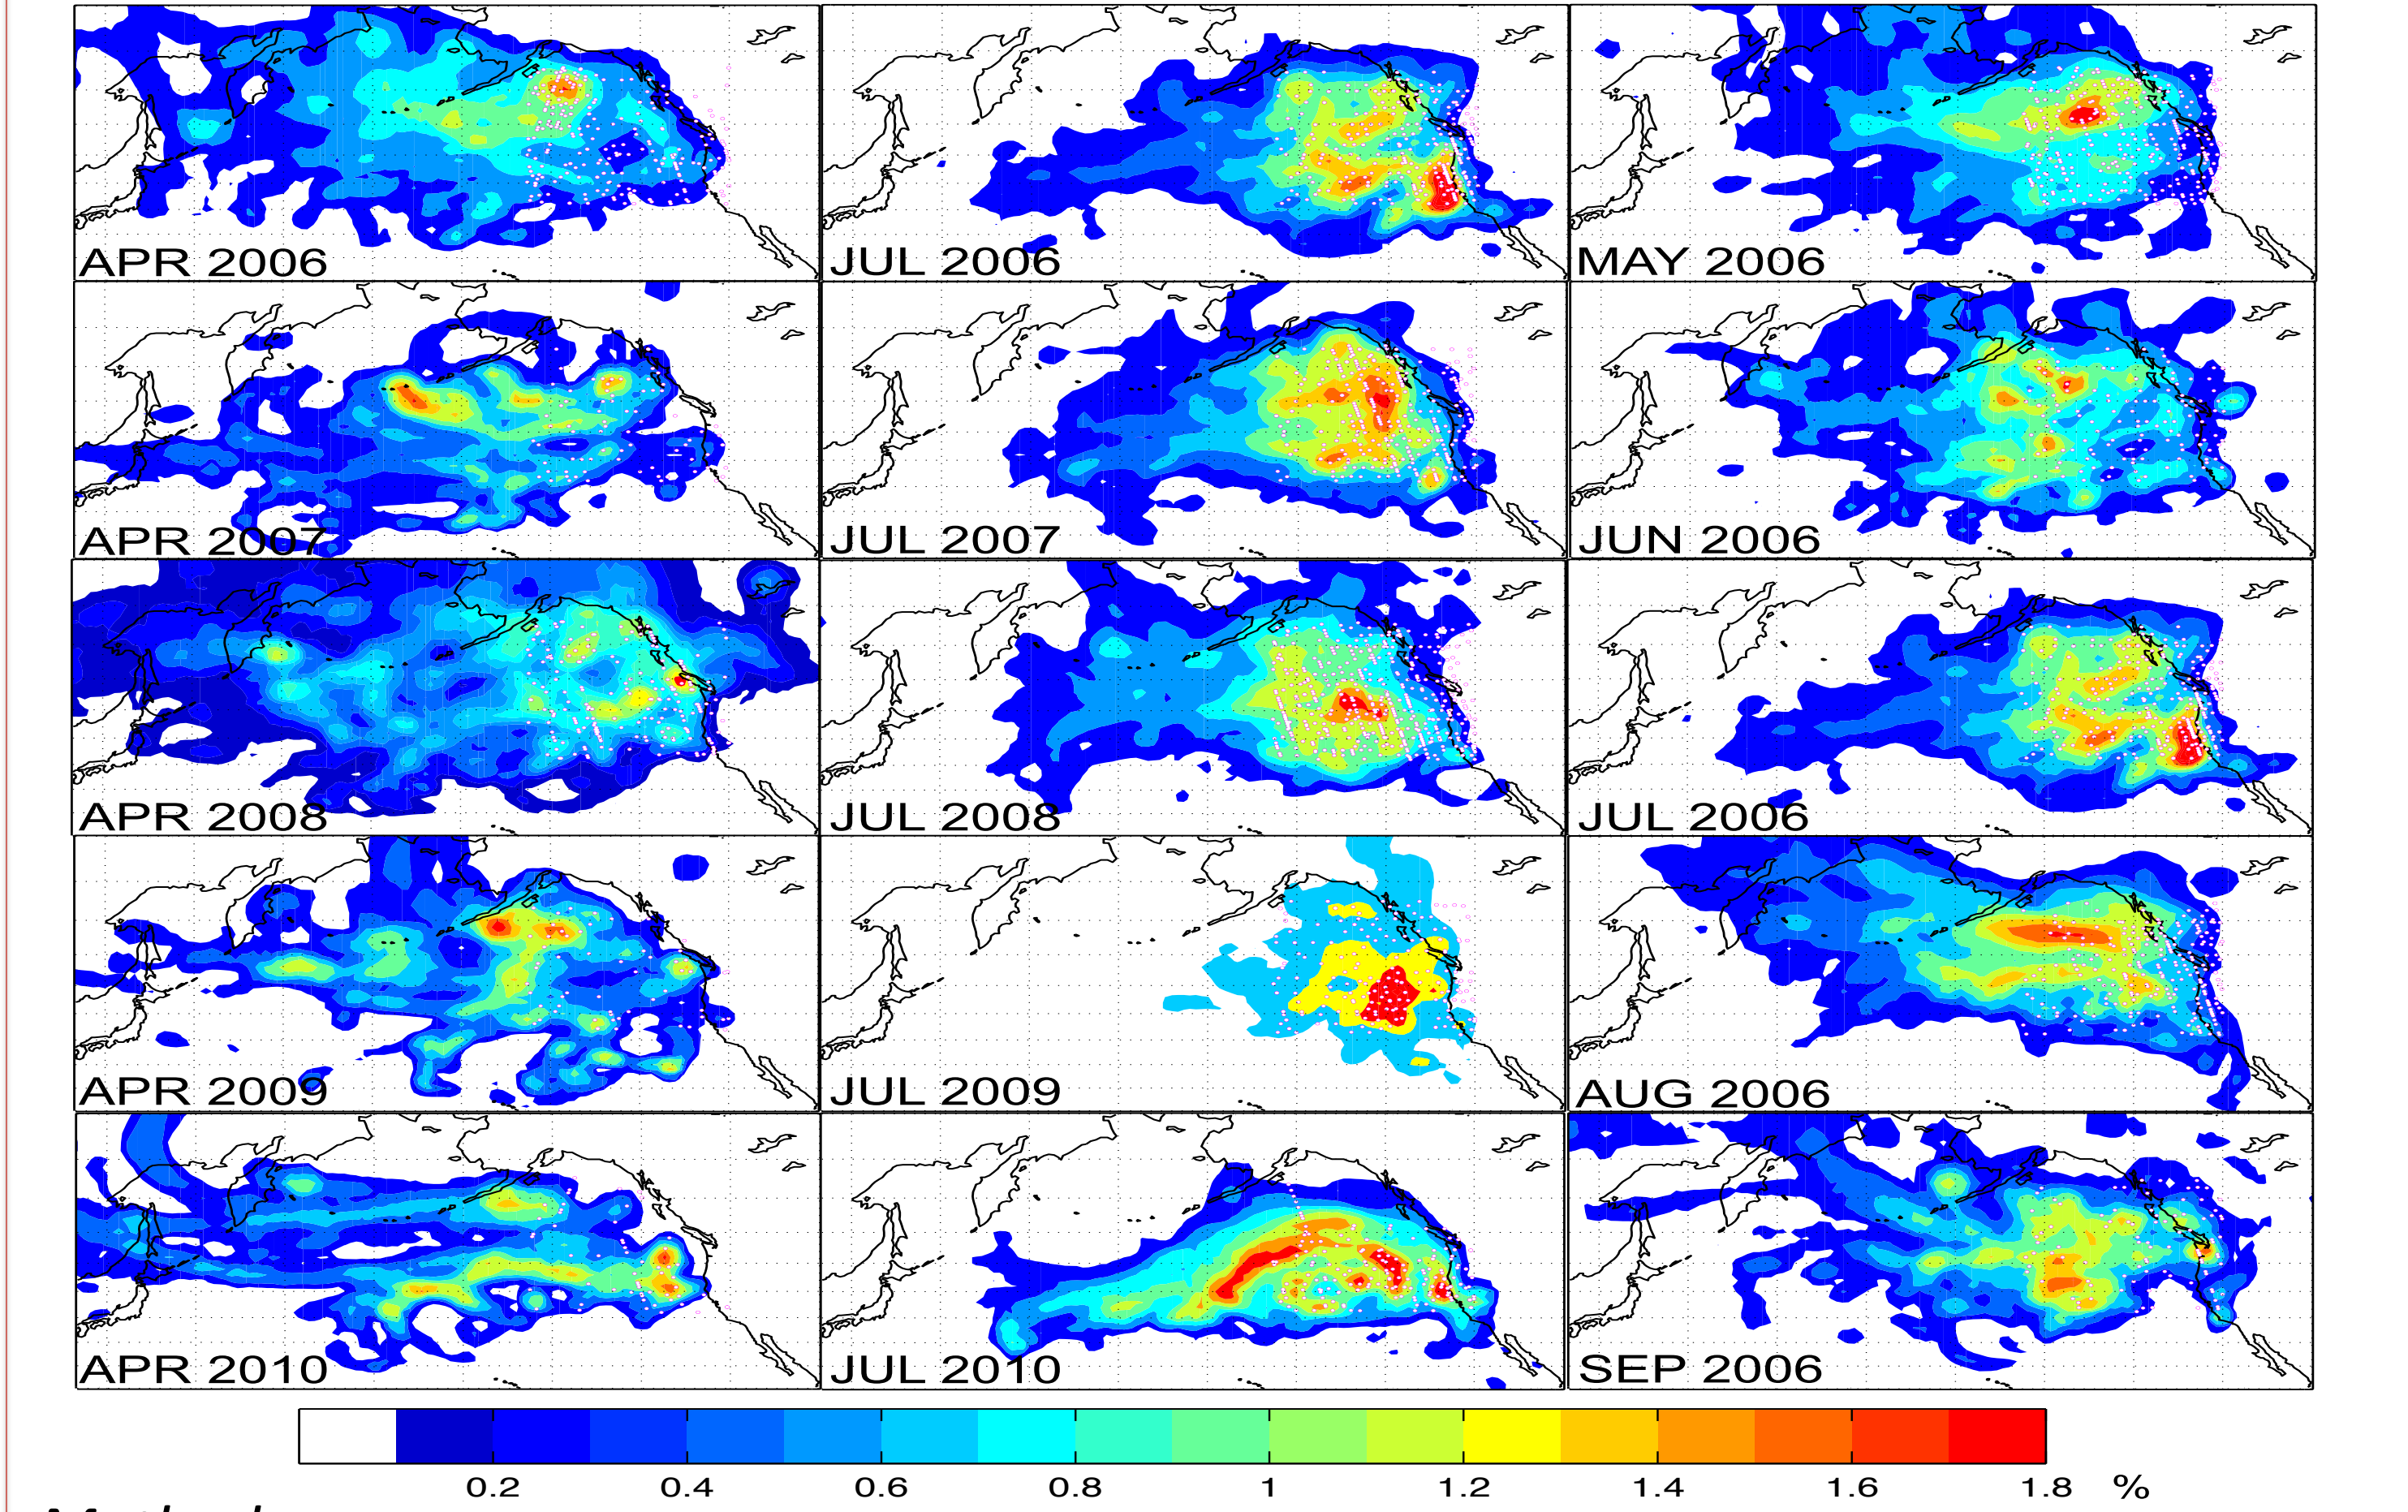 APR 2006 JUL 2006 MAY 2006
APR 2007 JUL 2007 JUN 2006
APR 2008 JUL 2008 JUL 2006
APR 2009 JUL 2009 AUG 2006
APR 2010 JUL 2010 SEP 2006
0.2 0.4 0.6 0.8 1 1.2 1.4 1.6 1.8 %